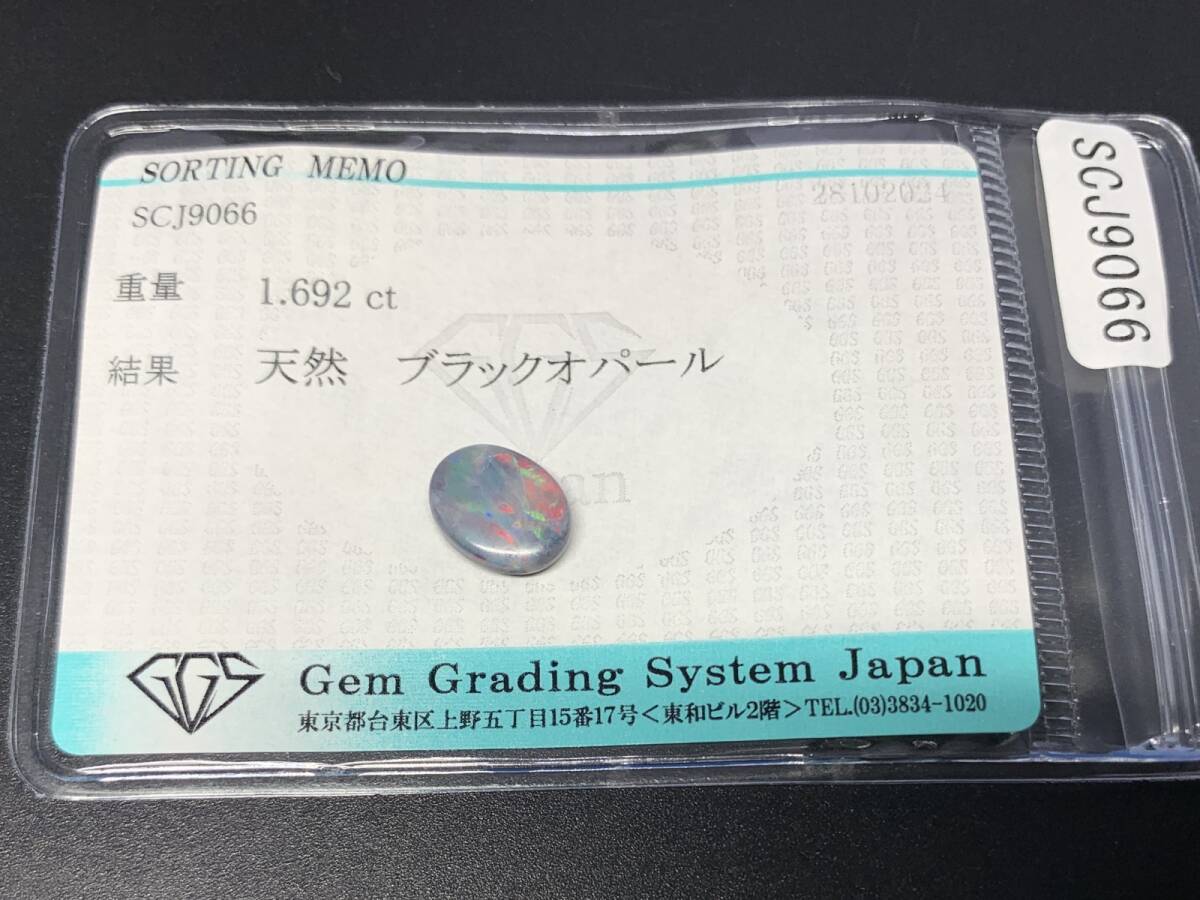 SORTING MEMO
28102024
SCJ9066
重量 1.692 ct
結果 天然 ブラックオパール
GGS
Gem Grading System Japan
東京都台東区上野五丁目15番17号＜東和ビル2階＞TEL.(03)3834-1020
SCJ9066